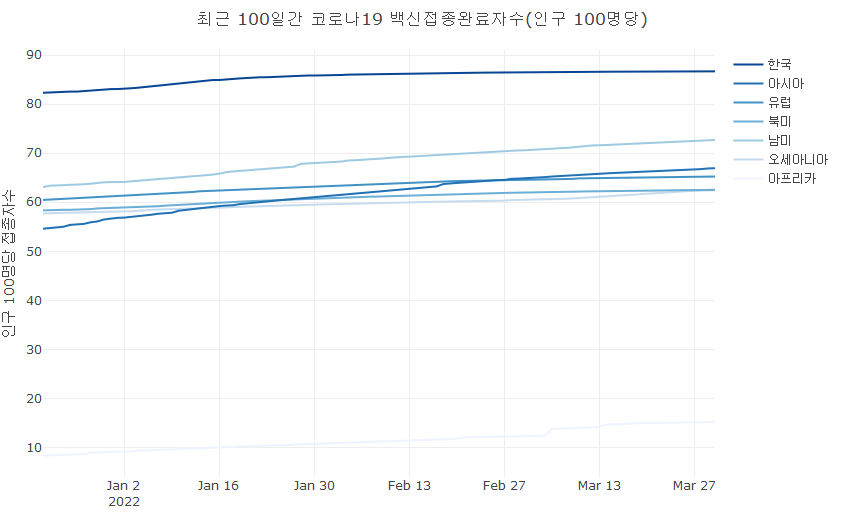 최근 100일간 코로나19 백신접종완료자수(인구 100명당)
인구 100명당 접종자수
90
80
70
60
50
40
30
20
10
Jan 2
2022
Jan 16
Jan 30
Feb 13
Feb 27
Mar 13
Mar 27
한국
아시아
유럽
북미
남미
오세아니아
아프리카